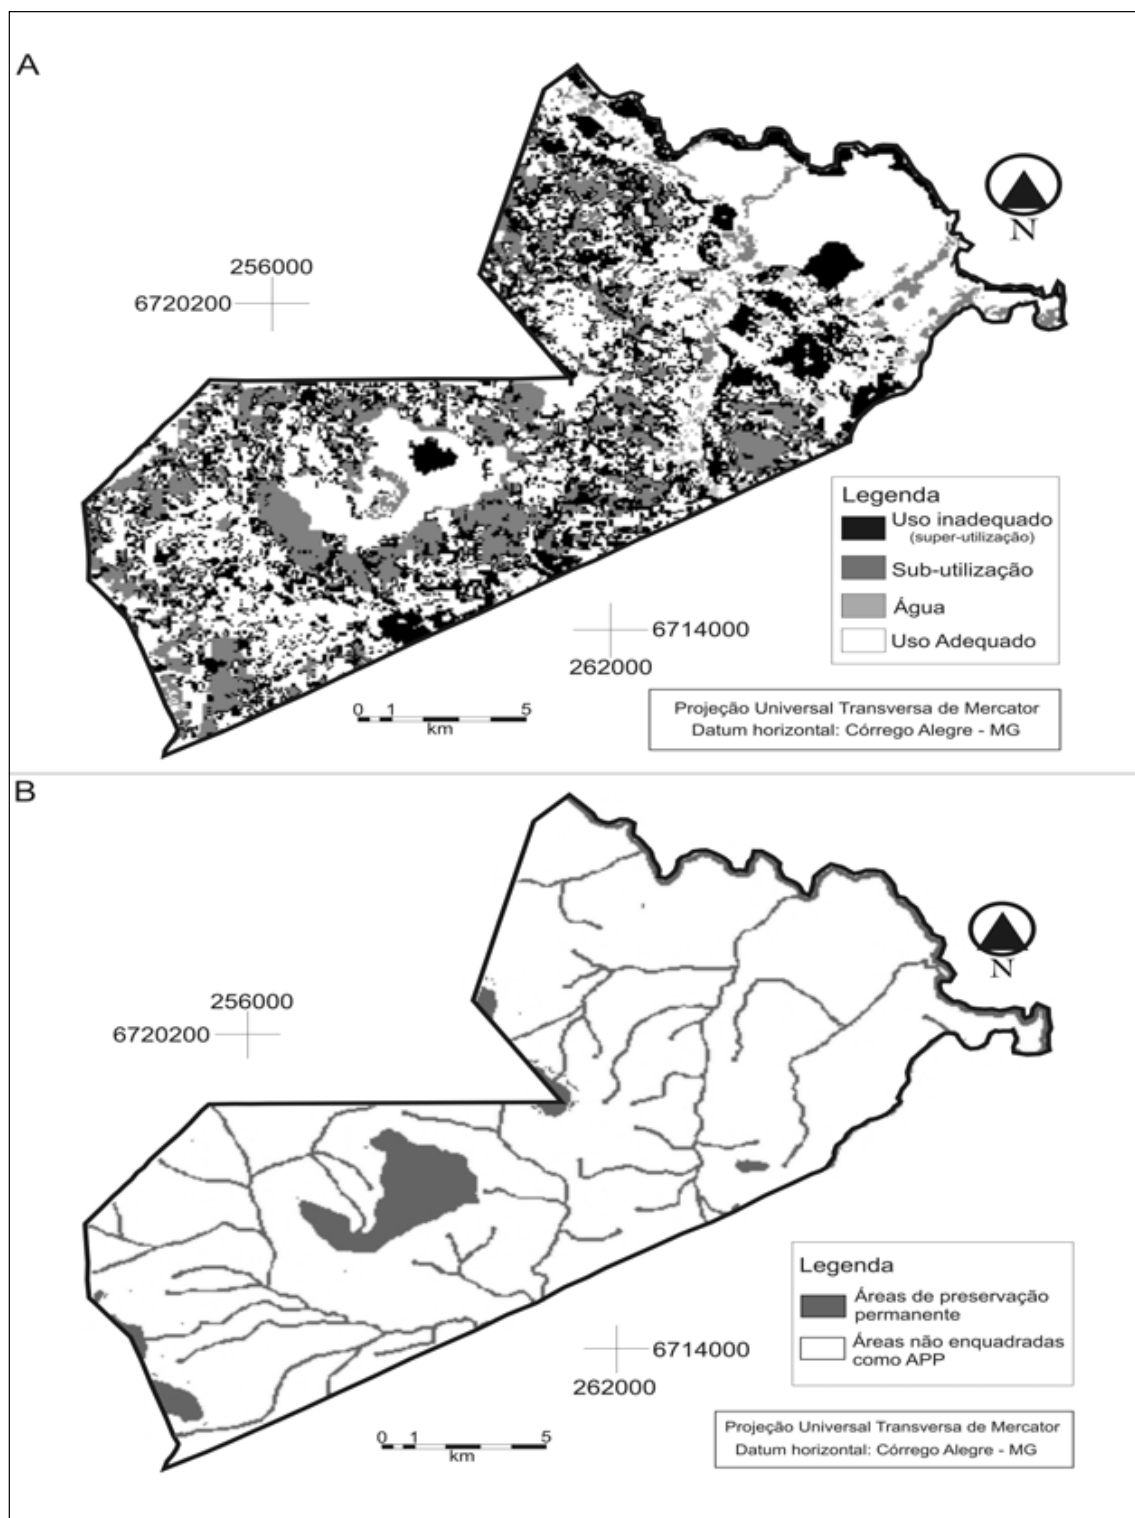 A
N
256000
6720200
Legenda
Uso inadequado
(super-utilização)
Sub-utilização
Água
Uso Adequado
6714000
262000
0 1 5
km
Projeção Universal Transversa de Mercator
Datum horizontal: Córrego Alegre - MG
B
N
256000
6720200
Legenda
Áreas de preservação
permanente
Áreas não enquadradas
como APP
6714000
262000
0 1 5
km
Projeção Universal Transversa de Mercator
Datum horizontal: Córrego Alegre - MG